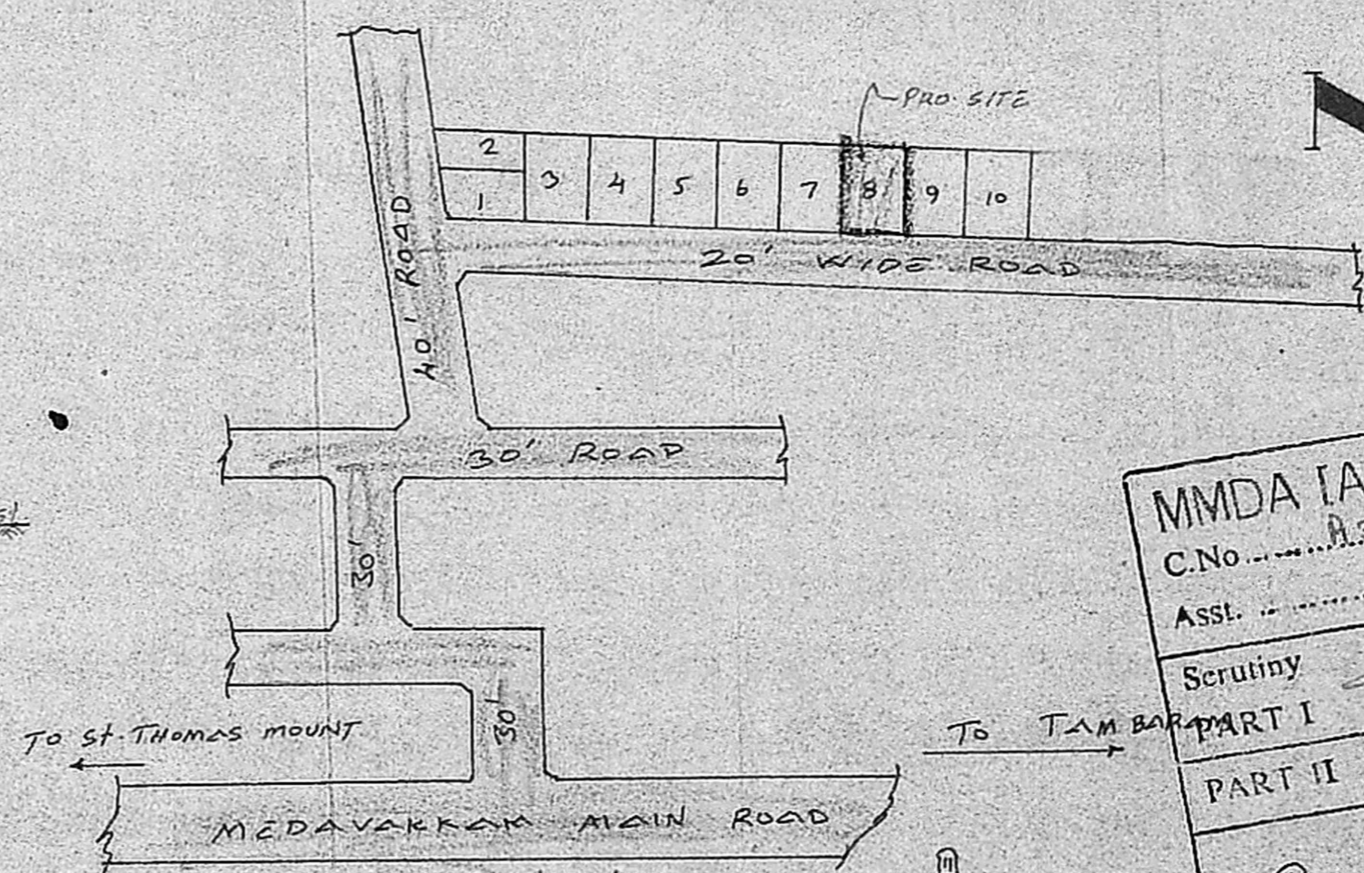 PRO. SITE
2
1
3
4
5
6
7
8
9
10
20' WIDE ROAD
40' ROAD
30' ROAD
30'
30'
TO St. THOMAS MOUNT
TO TAMBARAM
MEDAVAKKAM MAIN ROAD
MMDA [A
C.No
Asst.
Scrutiny
PART I
PART II